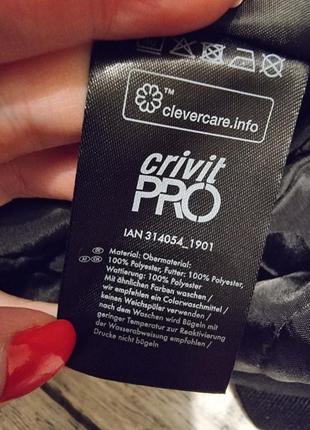 clevercare.info
crivit
PRO
IAN 314054_1901
Material: Obermaterial:
100% Polyester, Futter: 100% Polyester,
Wattierung: 100% Polyester
Mit ähnlichen Farben waschen /
wir empfehlen ein Colorwaschmittel /
keinen Weichspüler verwenden /
nach dem Waschen wird Bügeln mit
geringer Temperatur zur Reaktivierung
der Wasserabweisung empfohlen /
Drucke nicht bügeln